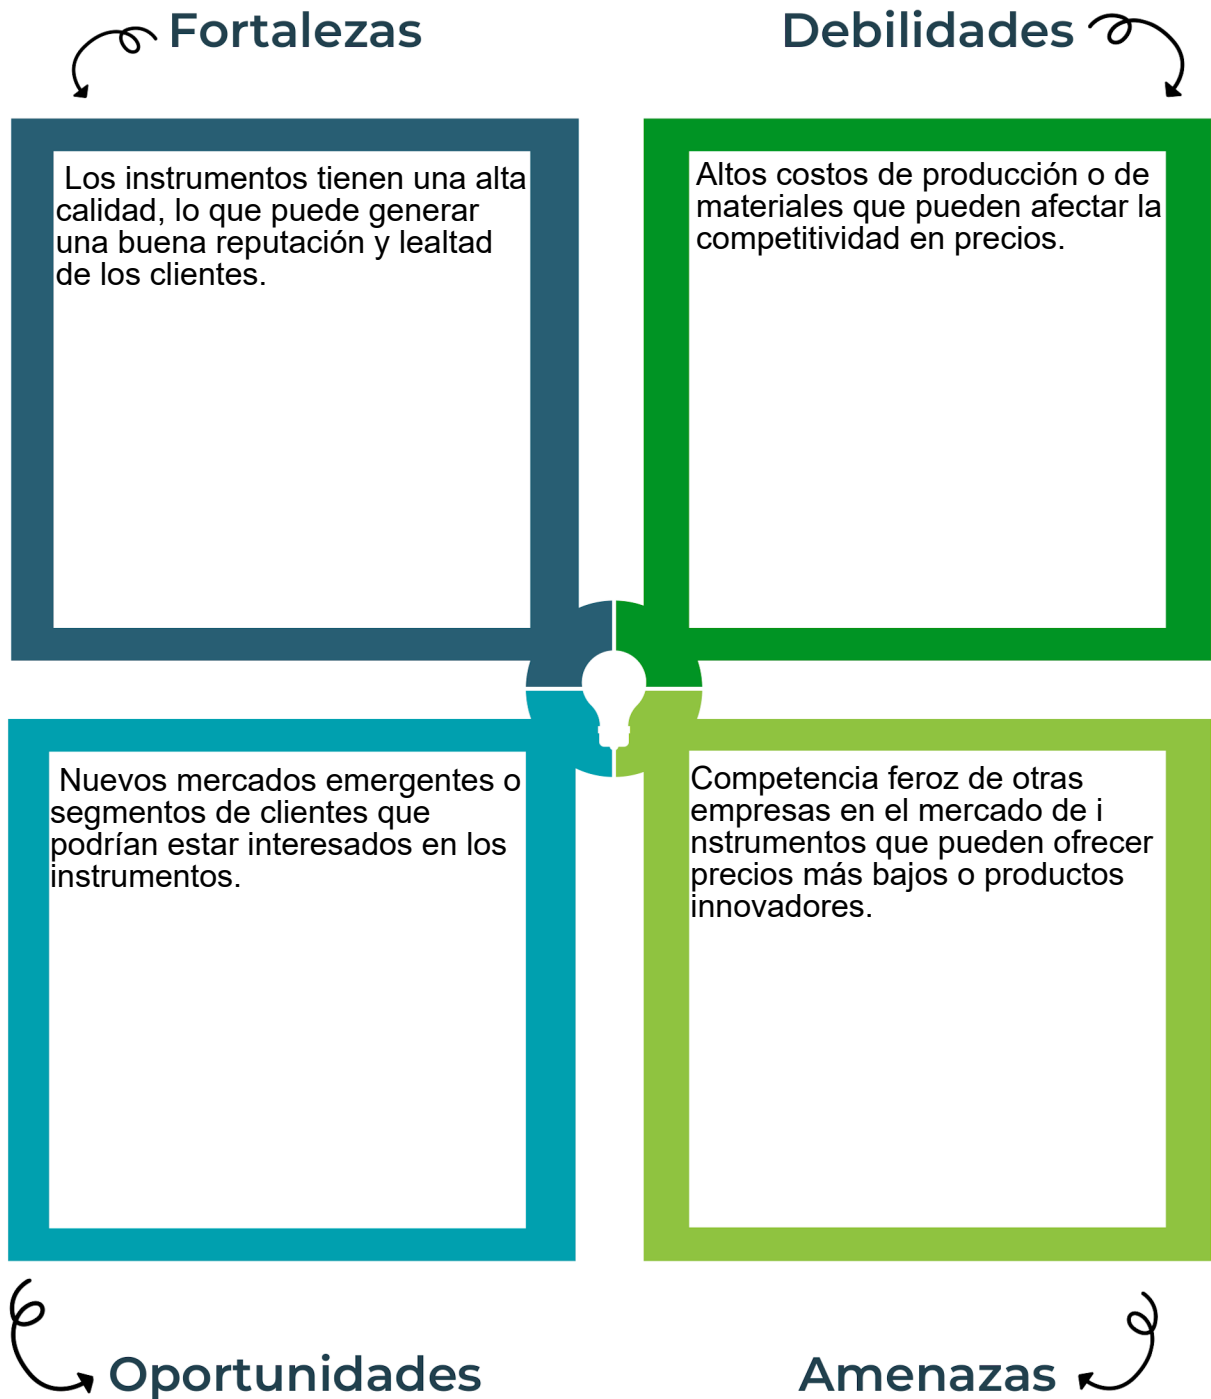 Fortalezas
Los instrumentos tienen una alta
calidad, lo que puede generar
una buena reputación y lealtad
de los clientes.
Debilidades
Altos costos de producción o de
materiales que pueden afectar la
competitividad en precios.
Nuevos mercados emergentes o
segmentos de clientes que
podrían estar interesados en los
instrumentos.
Oportunidades
Competencia feroz de otras
empresas en el mercado de i
nstrumentos que pueden ofrecer
precios más bajos o productos
innovadores.
Amenazas